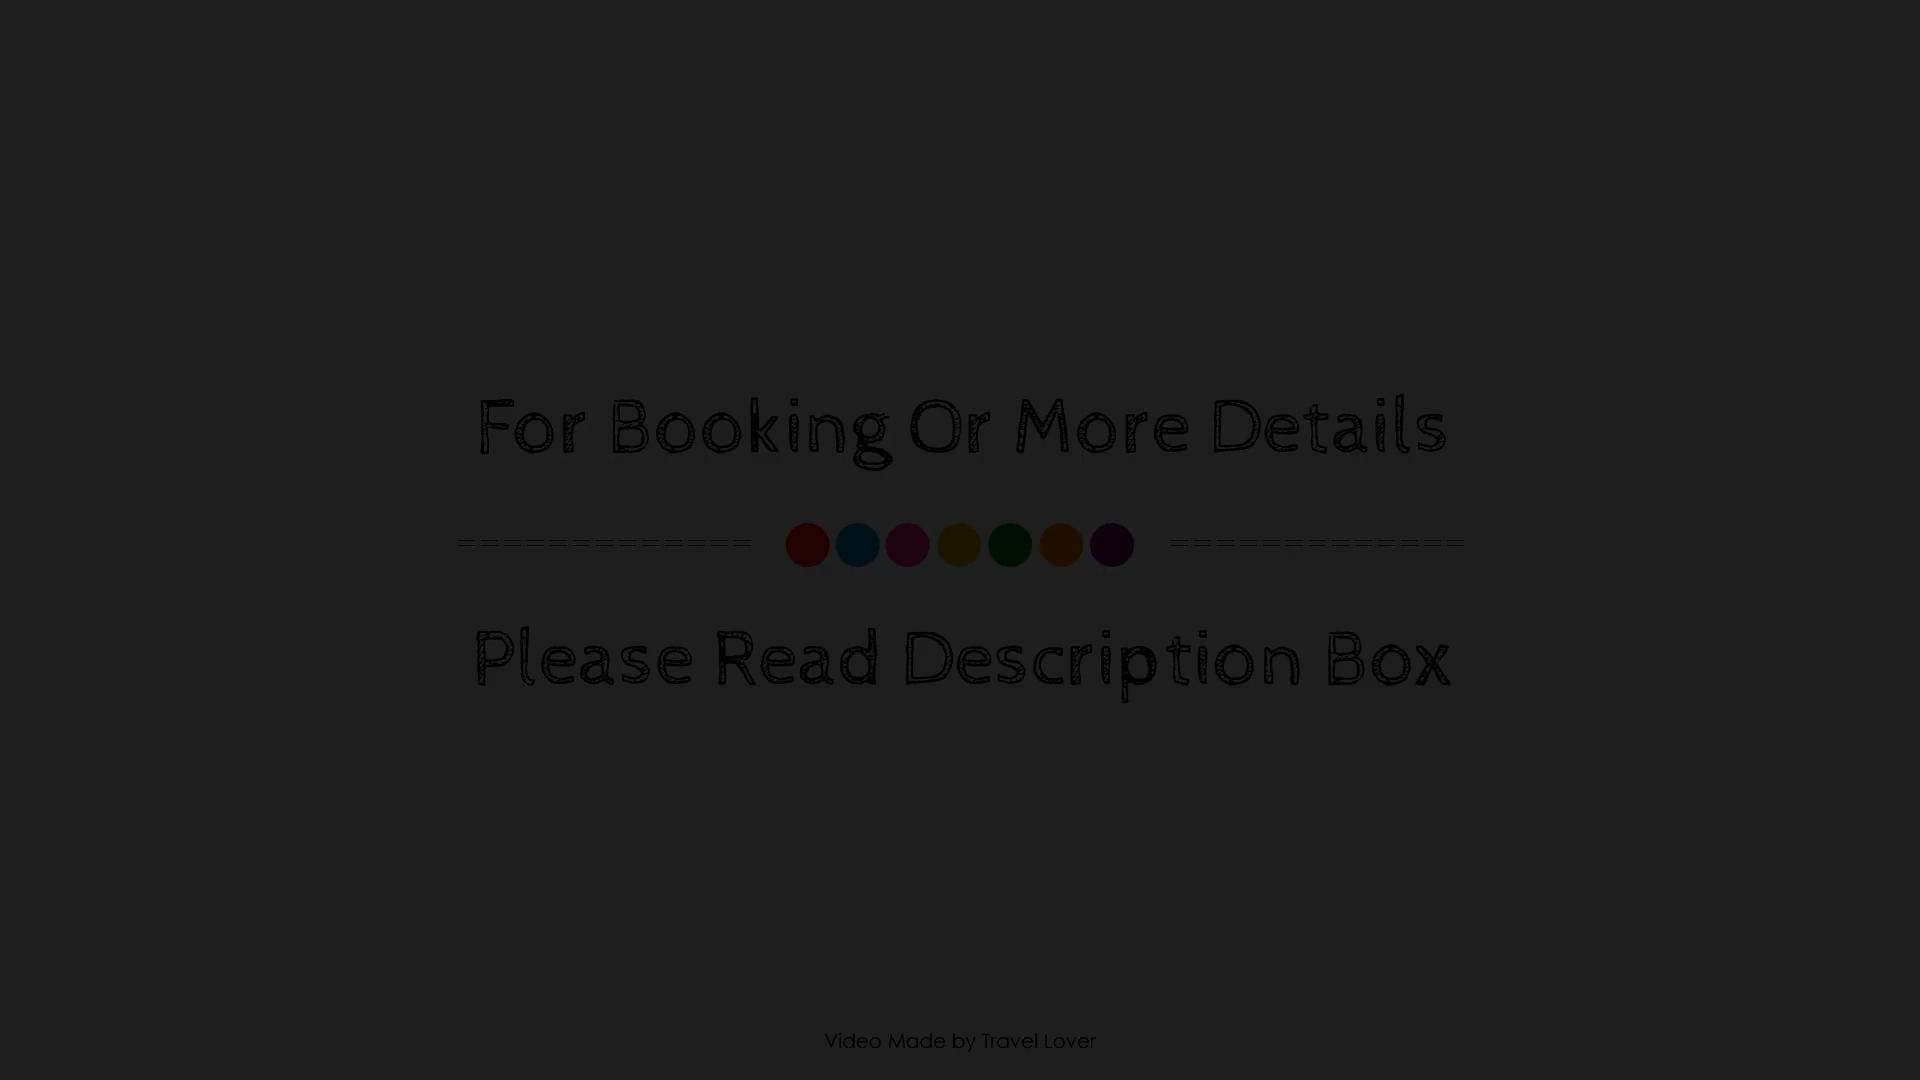 For Booking Or More Details
============= =============
Please Read Description Box
Video Made by Travel Lover